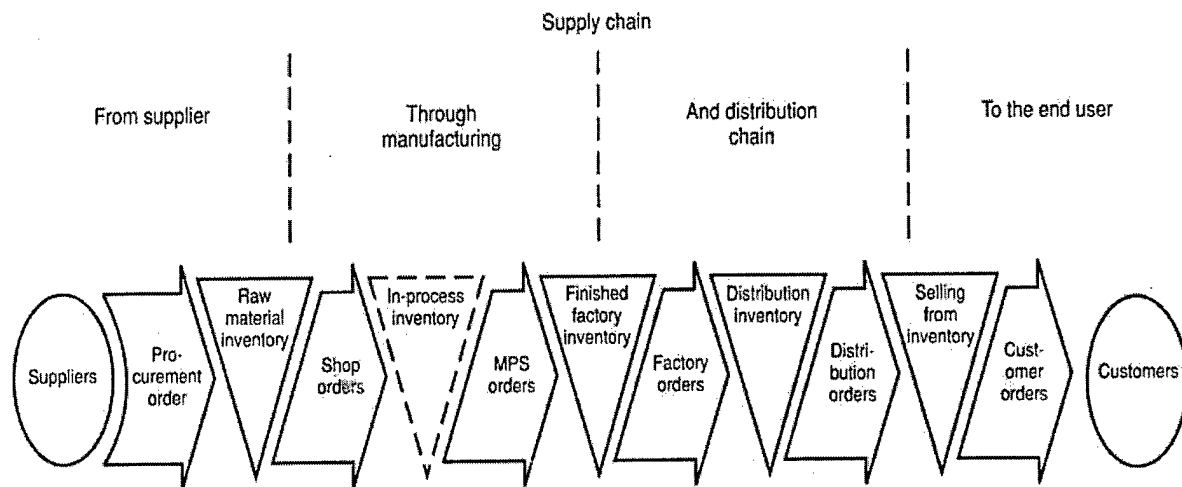 Supply chain
From supplier
Through
manufacturing
And distribution
chain
To the end user
Suppliers
Pro-
curement
order
Raw
material
inventory
Shop
orders
In-process
inventory
MPS
orders
Finished
factory
inventory
Factory
orders
Distribution
inventory
Distri-
bution
orders
Selling
from
inventory
Cust-
omer
orders
Customers